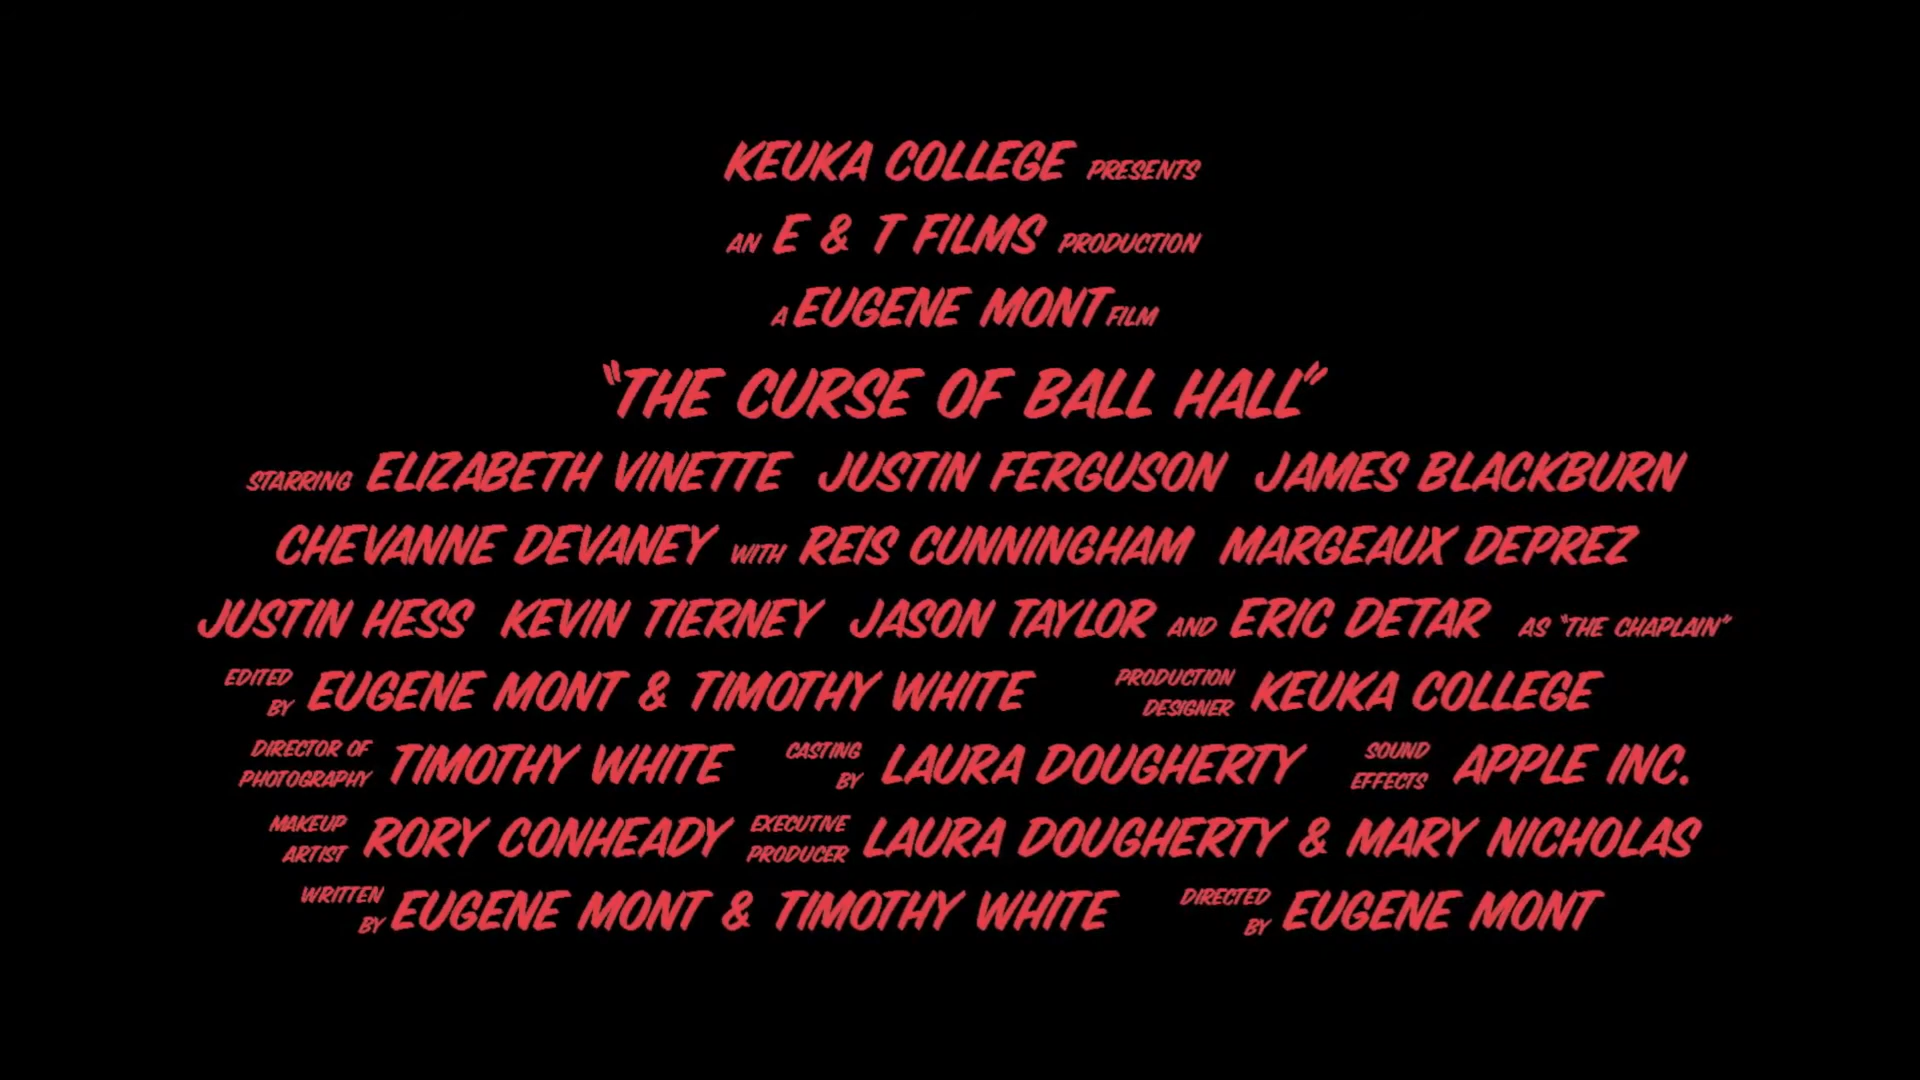 KEUKA COLLEGE PRESENTS
AN E & T FILMS PRODUCTION
A EUGENE MONT FILM
"THE CURSE OF BALL HALL"
STARRING ELIZABETH VINETTE JUSTIN FERGUSON JAMES BLACKBURN
CHEVANNE DEVANEY WITH REIS CUNNINGHAM MARGEAUX DEPREZ
JUSTIN HESS KEVIN TIERNEY JASON TAYLOR AND ERIC DETAR AS "THE CHAPLAIN"
EDITED BY EUGENE MONT & TIMOTHY WHITE PRODUCTION DESIGNER KEUKA COLLEGE
DIRECTOR OF PHOTOGRAPHY TIMOTHY WHITE CASTING BY LAURA DOUGHERTY SOUND EFFECTS APPLE INC.
MAKEUP ARTIST RORY CONHEADY EXECUTIVE PRODUCER LAURA DOUGHERTY & MARY NICHOLAS
WRITTEN BY EUGENE MONT & TIMOTHY WHITE DIRECTED BY EUGENE MONT